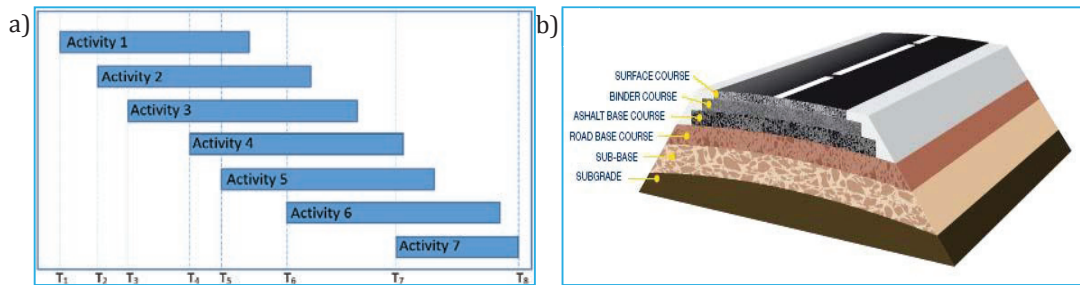 a)
Activity 1
Activity 2
Activity 3
Activity 4
Activity 5
Activity 6
Activity 7
T1 T2 T3 T4 T5 T6 T7 T8
b)
SURFACE COURSE
BINDER COURSE
ASPHALT BASE COURSE
ROAD BASE COURSE
SUB-BASE
SUBGRADE